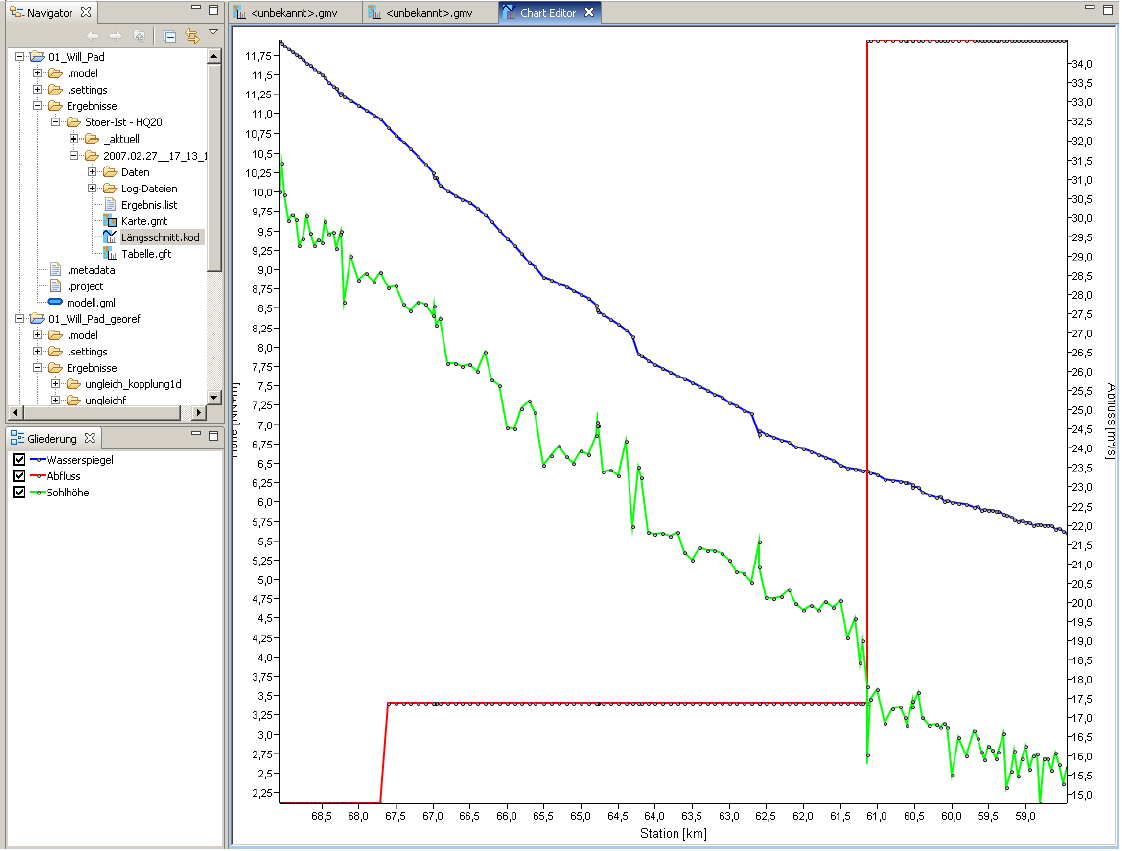 Navigator
<unbekannt>.gmv
<unbekannt>.gmv
Chart Editor
01_Will_Pad
.model
.settings
Ergebnisse
Stoer-Ist - HQ20
_aktuell
2007.02.27__17_13_1
Daten
Log-Dateien
Ergebnis.list
Karte.gmt
Längsschnitt.kod
Tabelle.gft
.metadata
.project
modell.gml
01_Will_Pad_georef
.model
.settings
Ergebnisse
ungleich_kopplung1d
ungleichf
Gliederung
Wasserspiegel
Abfluss
Sohlhöhe
11,75
11,5
11,25
11,0
10,75
10,5
10,25
10,0
9,75
9,5
9,25
9,0
8,75
8,5
8,25
8,0
7,75
7,5
7,25
7,0
6,75
6,5
6,25
6,0
5,75
5,5
5,25
5,0
4,75
4,5
4,25
4,0
3,75
3,5
3,25
3,0
2,75
2,5
2,25
34,0
33,5
33,0
32,5
32,0
31,5
31,0
30,5
30,0
29,5
29,0
28,5
28,0
27,5
27,0
26,5
26,0
25,5
25,0
24,5
24,0
23,5
23,0
22,5
22,0
21,5
21,0
20,5
20,0
19,5
19,0
18,5
18,0
17,5
17,0
16,5
16,0
15,5
15,0
Abfluss [m³/s]
68,5 68,0 67,5 67,0 66,5 66,0 65,5 65,0 64,5 64,0 63,5 63,0 62,5 62,0 61,5 61,0 60,5 60,0 59,5 59,0
Station [km]